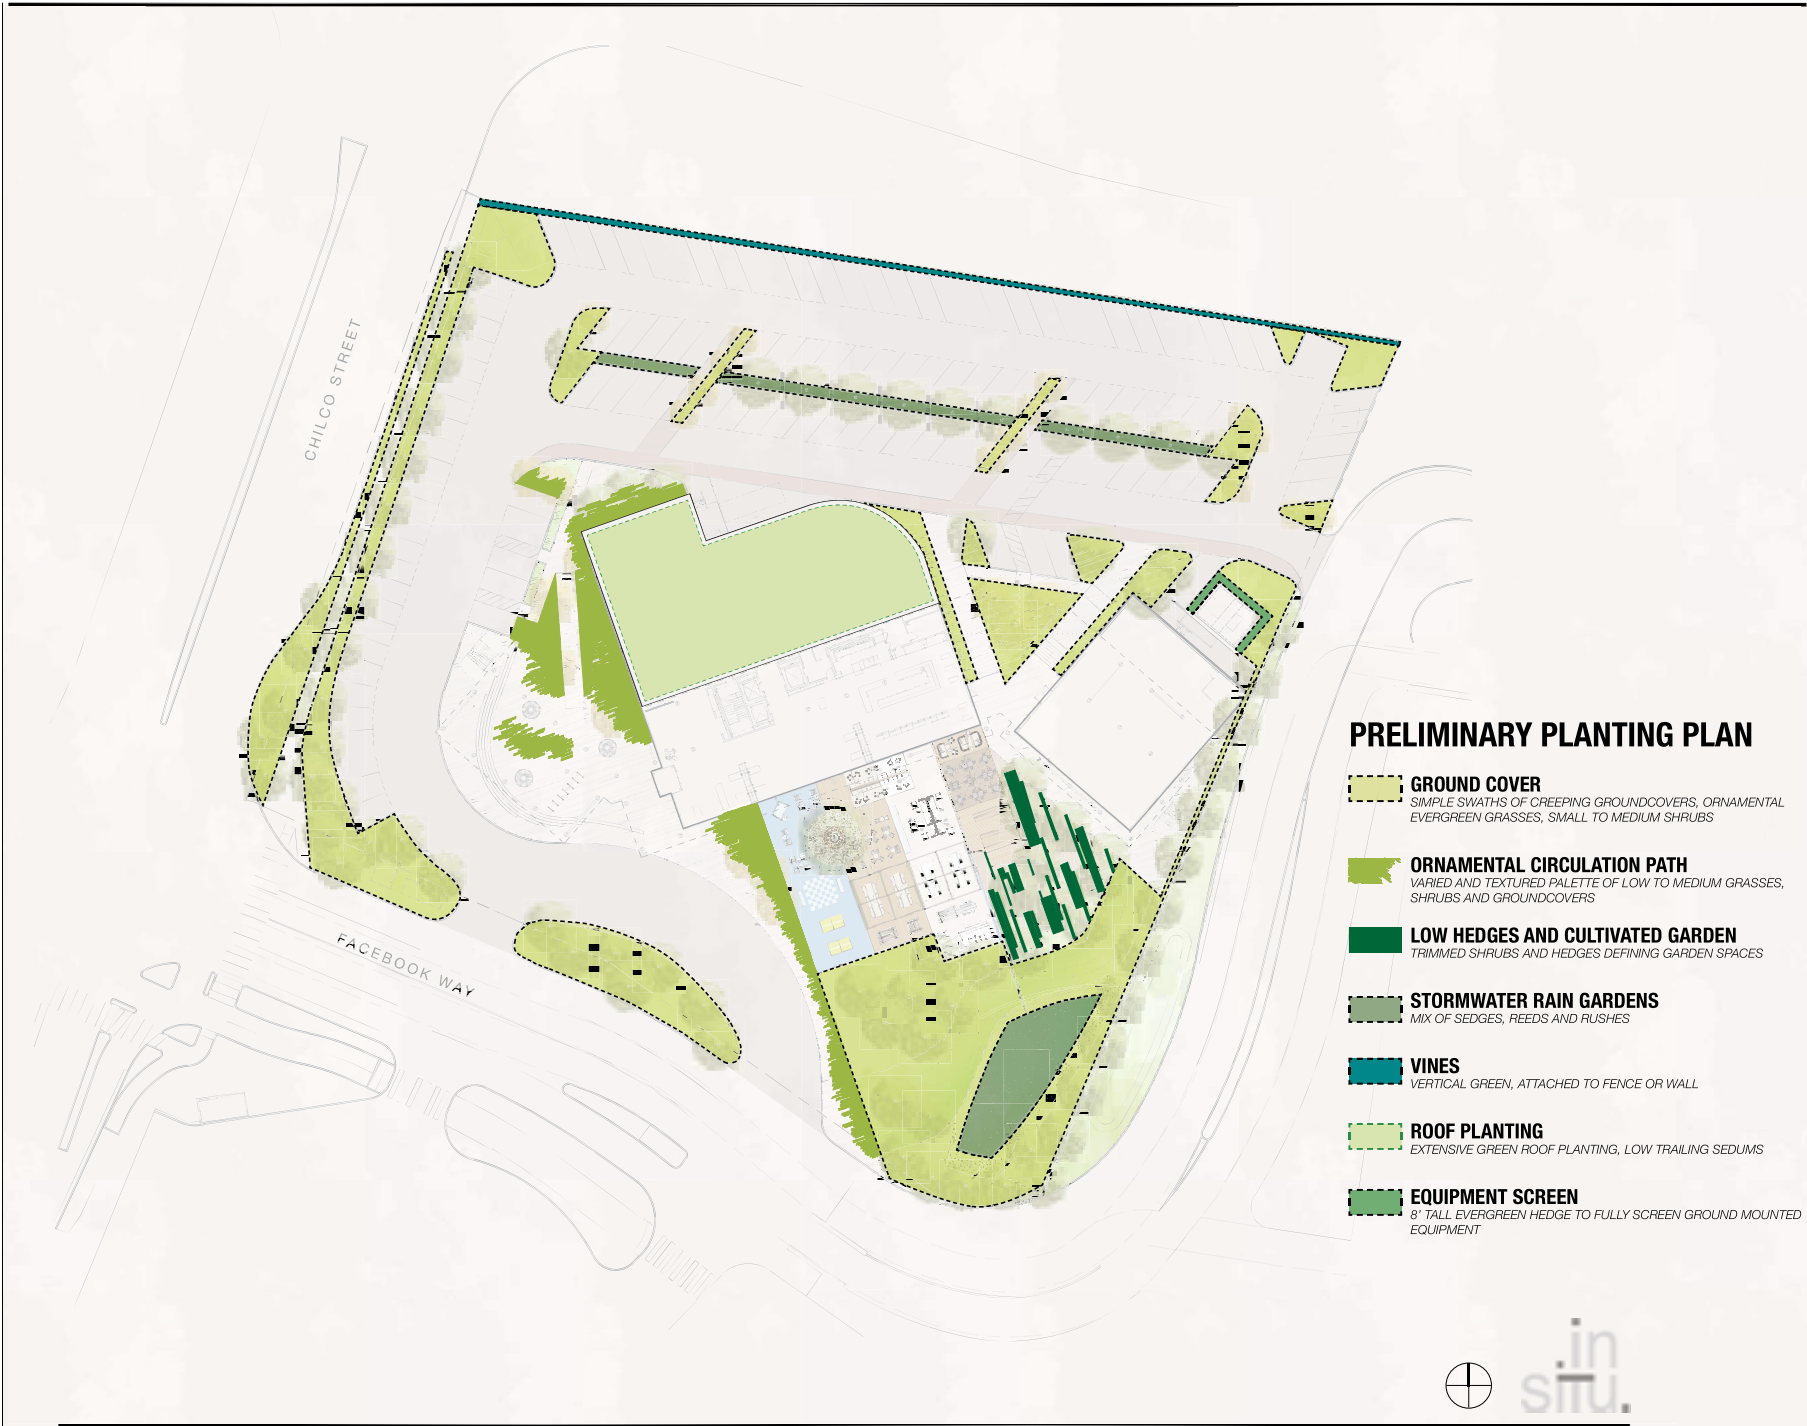 CHILCO STREET
FACEBOOK WAY
PRELIMINARY PLANTING PLAN
GROUND COVER
SIMPLE SWATHS OF CREEPING GROUNDCOVERS, ORNAMENTAL
EVERGREEN GRASSES, SMALL TO MEDIUM SHRUBS
ORNAMENTAL CIRCULATION PATH
VARIED AND TEXTURED PALETTE OF LOW TO MEDIUM GRASSES,
SHRUBS AND GROUNDCOVERS
LOW HEDGES AND CULTIVATED GARDEN
TRIMMED SHRUBS AND HEDGES DEFINING GARDEN SPACES
STORMWATER RAIN GARDENS
MIX OF SEDGES, REEDS AND RUSHES
VINES
VERTICAL GREEN, ATTACHED TO FENCE OR WALL
ROOF PLANTING
EXTENSIVE GREEN ROOF PLANTING, LOW TRAILING SEDUMS
EQUIPMENT SCREEN
8' TALL EVERGREEN HEDGE TO FULLY SCREEN GROUND MOUNTED
EQUIPMENT
in
situ.